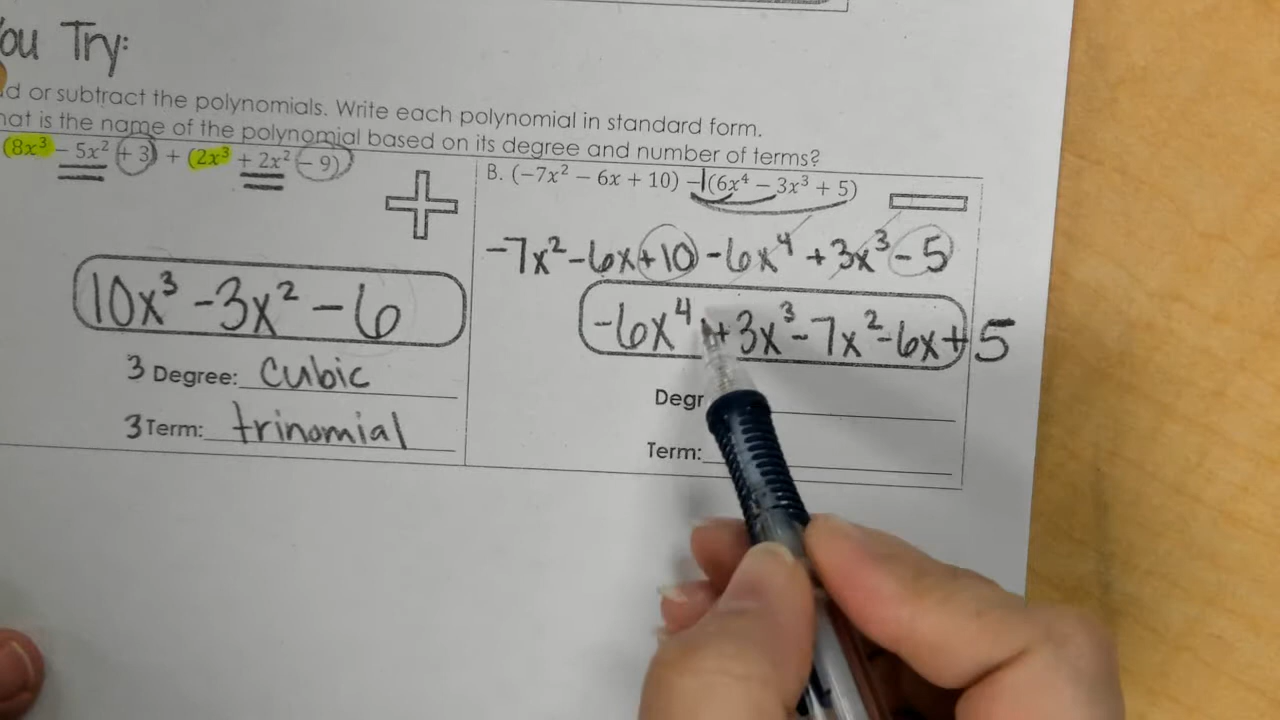 ou Try:
d or subtract the polynomials. Write each polynomial in standard form.
hat is the name of the polynomial based on its degree and number of terms?
(8x³ − 5x² + 3) + (2x³ + 2x² − 9)
10x³ - 3x² - 6
3 Degree: cubic
3 Term: trinomial
B. (−7x² − 6x + 10) −1(6x⁴ − 3x³ + 5)
-7x² - 6x + 10 - 6x⁴ + 3x³ - 5
-6x⁴ + 3x³ - 7x² - 6x + 5
Degr
Term: